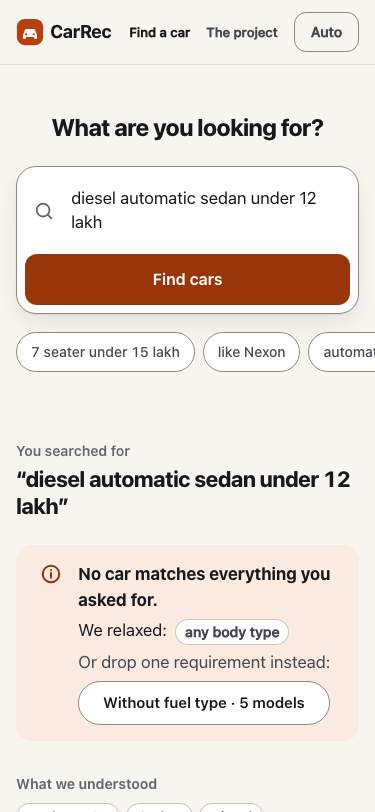 CarRec
Find a car
The project
Auto
What are you looking for?
diesel automatic sedan under 12
lakh
Find cars
7 seater under 15 lakh
like Nexon
automat
You searched for
“diesel automatic sedan under 12
lakh”
No car matches everything you
asked for.
We relaxed: any body type
Or drop one requirement instead:
Without fuel type · 5 models
What we understood